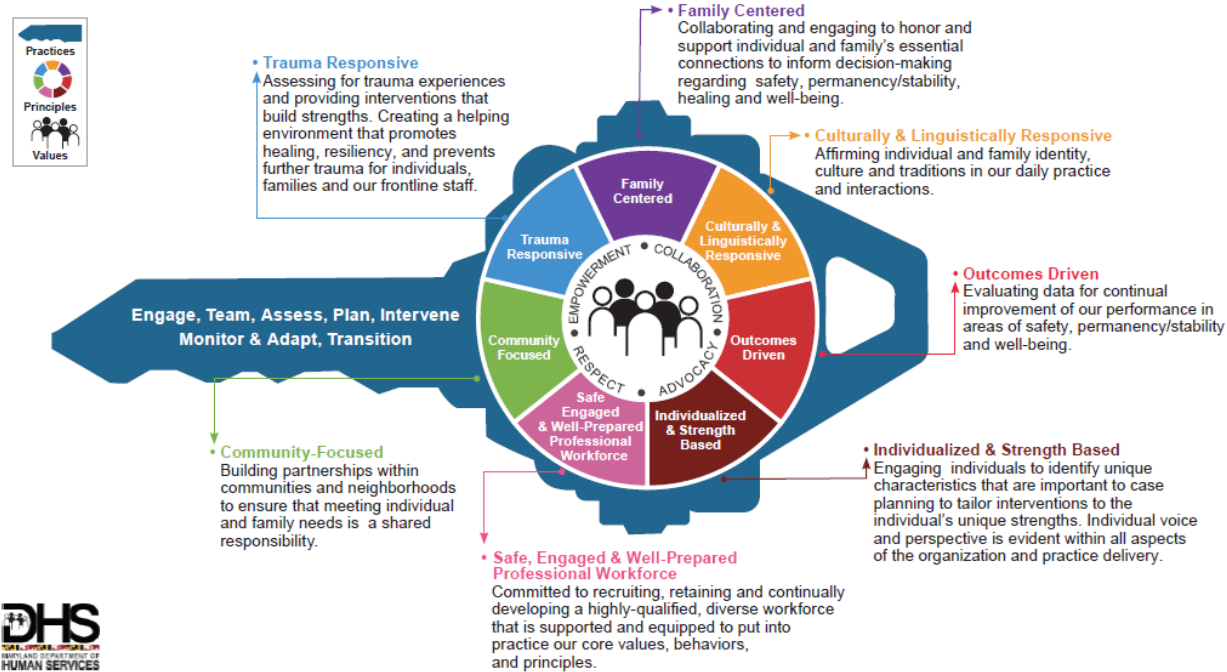 Practices
Principles
Values
• Family Centered
Collaborating and engaging to honor and
support individual and family's essential
connections to inform decision-making
regarding safety, permanency/stability,
healing and well-being.
• Trauma Responsive
Assessing for trauma experiences
and providing interventions that
build strengths. Creating a helping
environment that promotes
healing, resiliency, and prevents
further trauma for individuals,
families and our frontline staff.
• Culturally & Linguistically Responsive
Affirming individual and family identity,
culture and traditions in our daily practice
and interactions.
Family
Centered
Culturally &
Linguistically
Responsive
Trauma
Responsive
EMPOWERMENT • COLLABORATION • ADVOCACY • RESPECT •
Engage, Team, Assess, Plan, Intervene
Monitor & Adapt, Transition
Community
Focused
Outcomes
Driven
Safe
Engaged
& Well-Prepared
Professional
Workforce
Individualized
& Strength
Based
• Outcomes Driven
Evaluating data for continual
improvement of our performance in
areas of safety, permanency/stability
and well-being.
• Community-Focused
Building partnerships within
communities and neighborhoods
to ensure that meeting individual
and family needs is a shared
responsibility.
• Individualized & Strength Based
Engaging individuals to identify unique
characteristics that are important to case
planning to tailor interventions to the
individual's unique strengths. Individual voice
and perspective is evident within all aspects
of the organization and practice delivery.
• Safe, Engaged & Well-Prepared
Professional Workforce
Committed to recruiting, retaining and continually
developing a highly-qualified, diverse workforce
that is supported and equipped to put into
practice our core values, behaviors,
and principles.
DHS
MARYLAND DEPARTMENT OF
HUMAN SERVICES